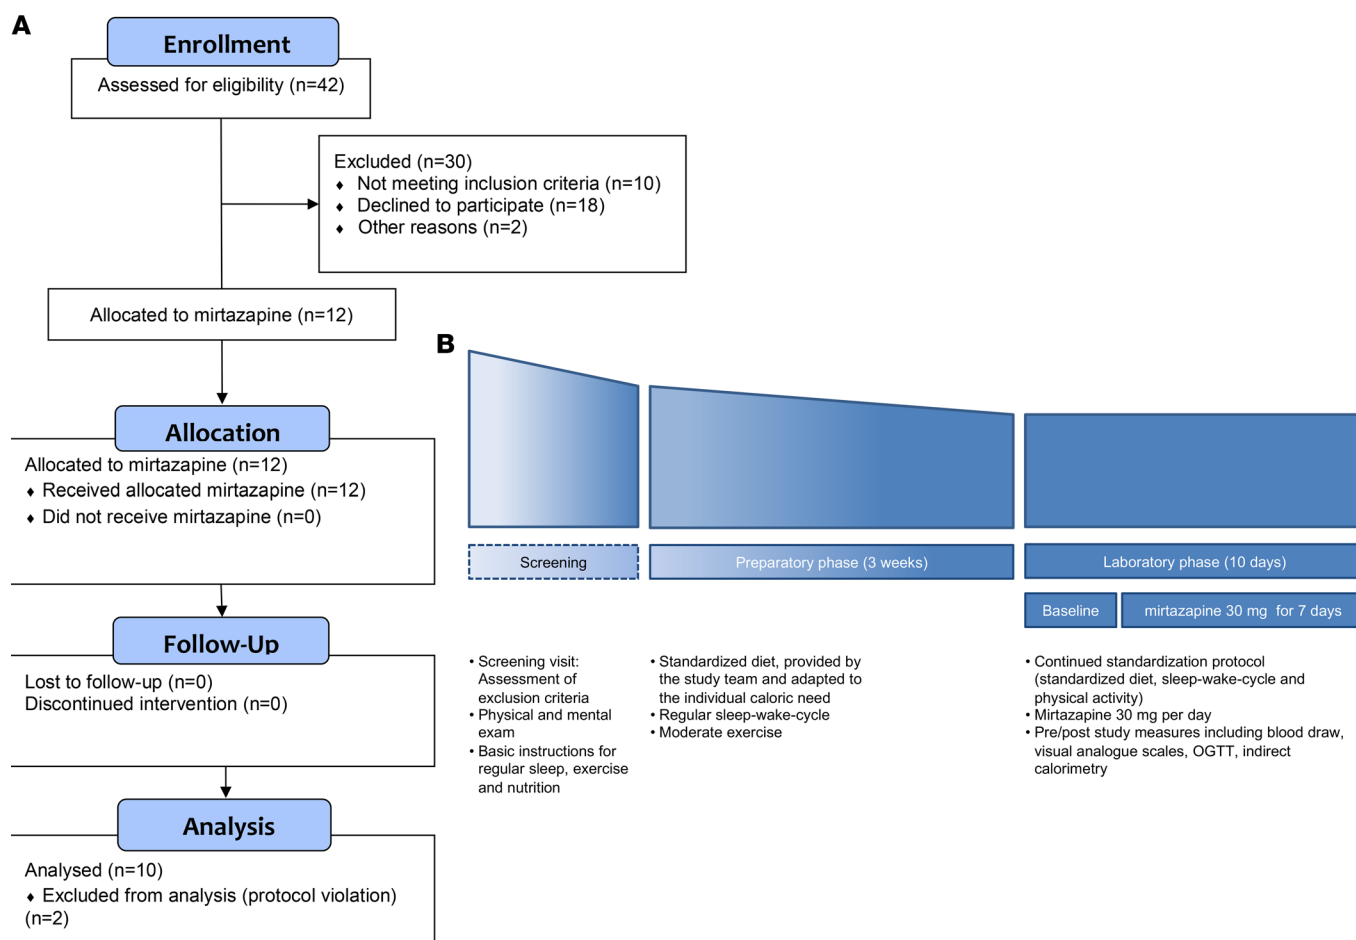 A
Enrollment
Assessed for eligibility (n=42)
Excluded (n=30)
♦ Not meeting inclusion criteria (n=10)
♦ Declined to participate (n=18)
♦ Other reasons (n=2)
Allocated to mirtazapine (n=12)
Allocation
Allocated to mirtazapine (n=12)
♦ Received allocated mirtazapine (n=12)
♦ Did not receive mirtazapine (n=0)
Follow-Up
Lost to follow-up (n=0)
Discontinued intervention (n=0)
Analysis
Analysed (n=10)
♦ Excluded from analysis (protocol violation)
(n=2)
B
Screening
Preparatory phase (3 weeks)
Laboratory phase (10 days)
Baseline
mirtazapine 30 mg for 7 days
• Screening visit:
Assessment of
exclusion criteria
• Physical and mental
exam
• Basic instructions for
regular sleep, exercise
and nutrition
• Standardized diet, provided by
the study team and adapted to
the individual caloric need
• Regular sleep-wake-cycle
• Moderate exercise
• Continued standardization protocol
(standardized diet, sleep-wake-cycle and
physical activity)
• Mirtazapine 30 mg per day
• Pre/post study measures including blood draw,
visual analogue scales, OGTT, indirect
calorimetry